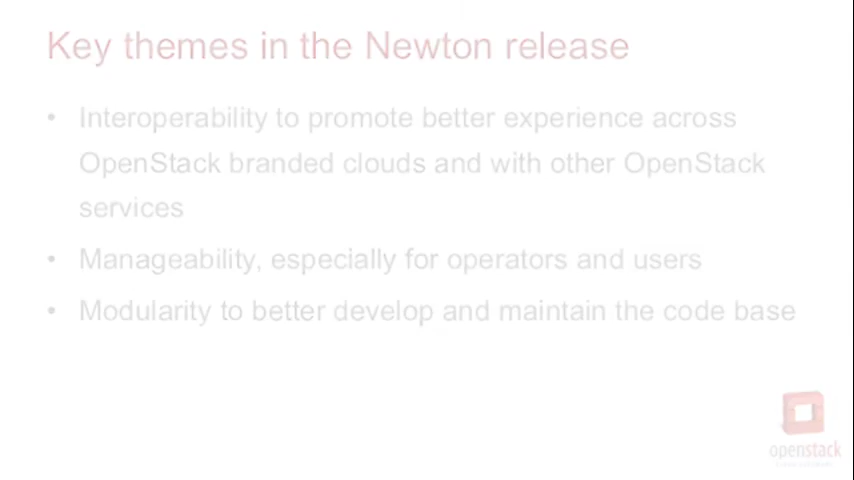 Key themes in the Newton release
• Interoperability to promote better experience across
OpenStack branded clouds and with other OpenStack
services
• Manageability, especially for operators and users
• Modularity to better develop and maintain the code base
openstack